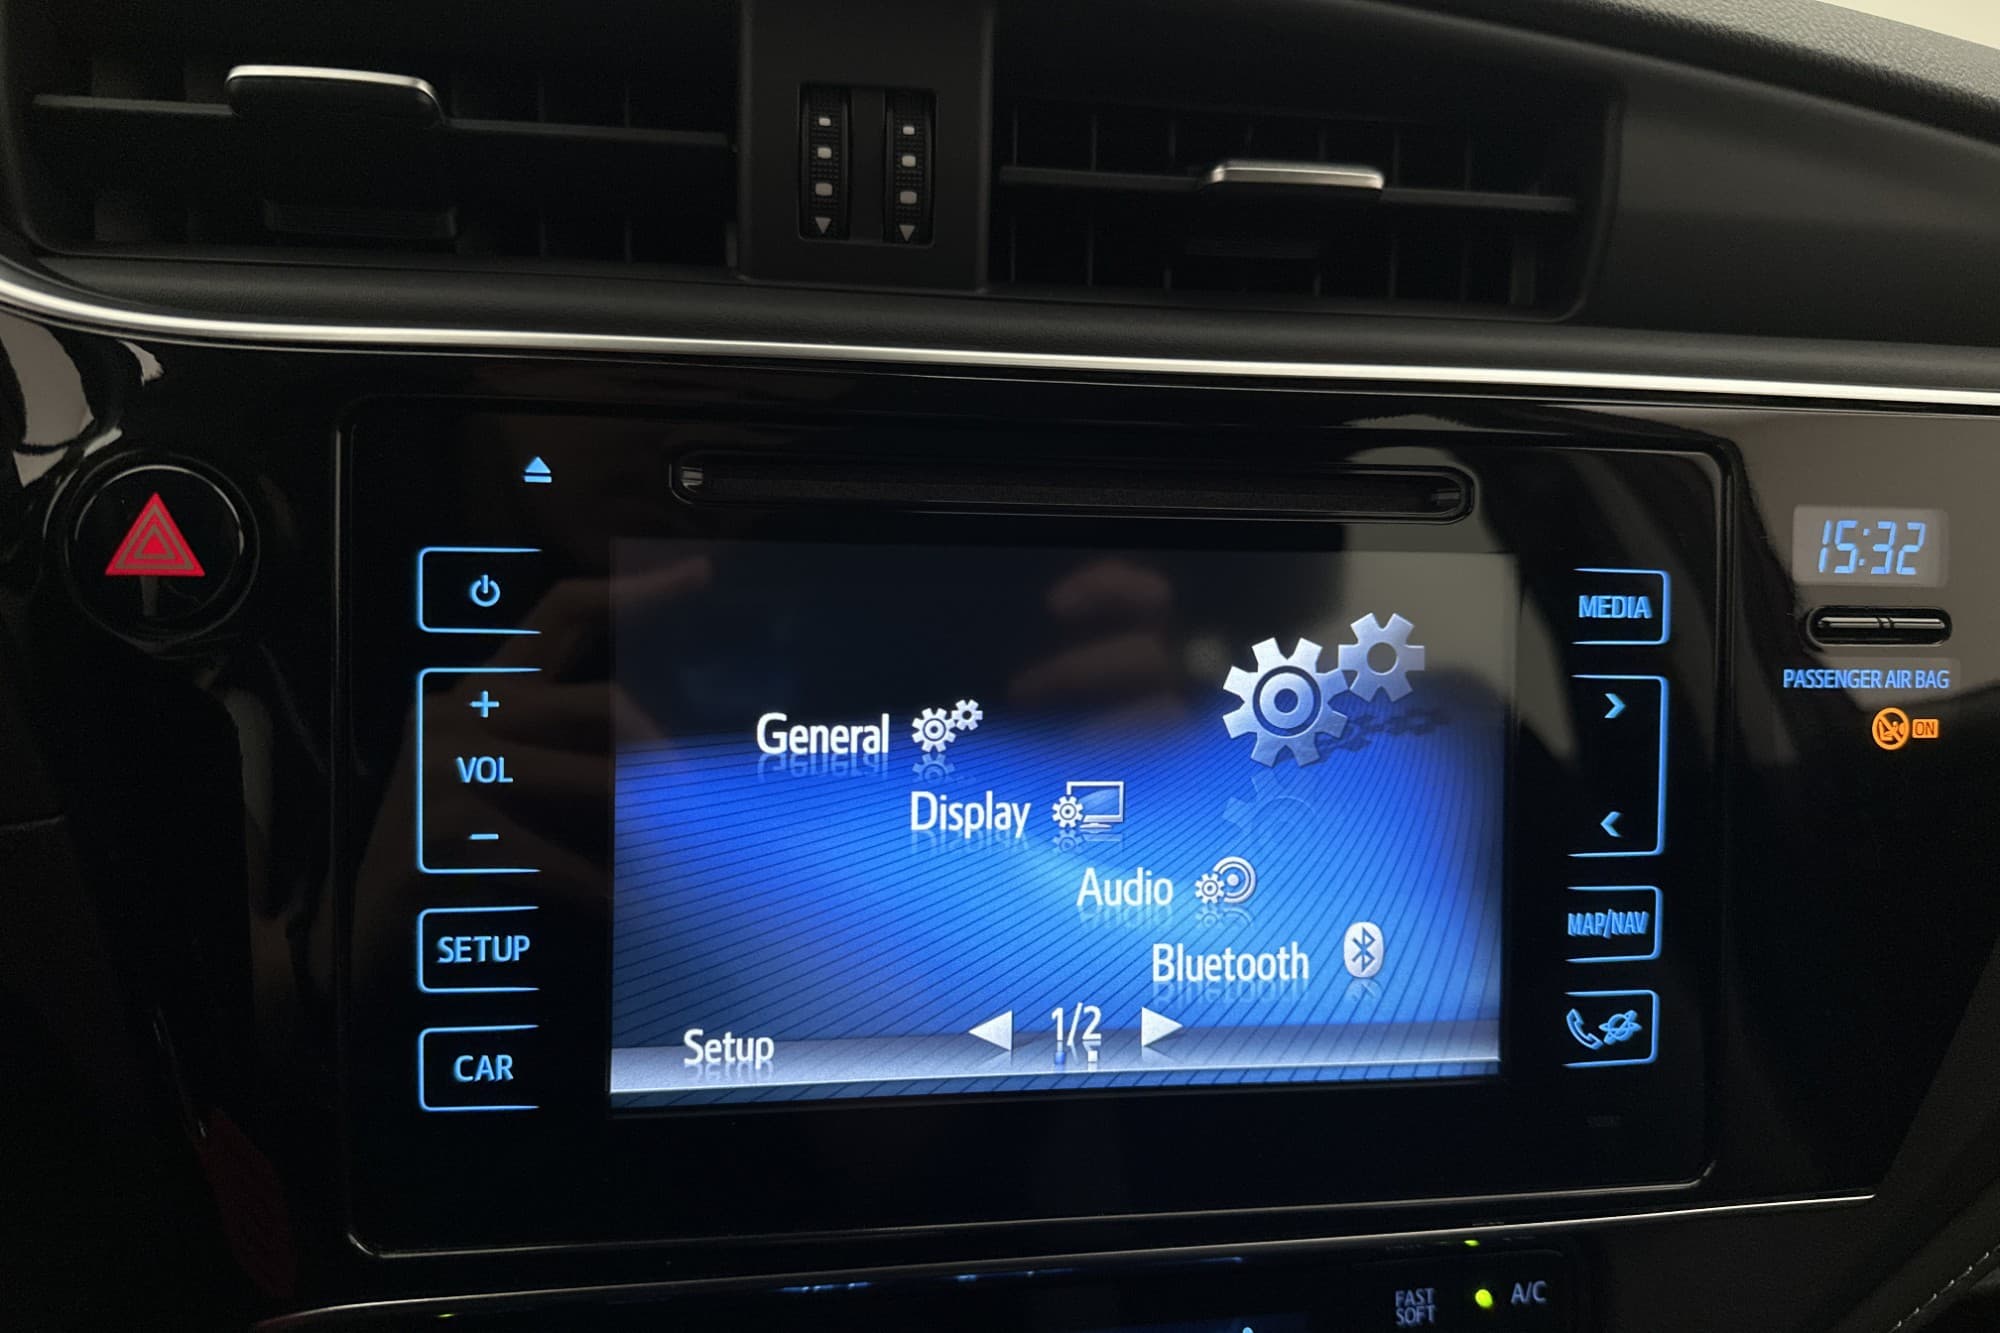 15:32
PASSENGER AIR BAG
ON
MEDIA
VOL
SETUP
CAR
MAP/NAV
General
Display
Audio
Bluetooth
Setup
1/2
FAST
SOFT
A/C